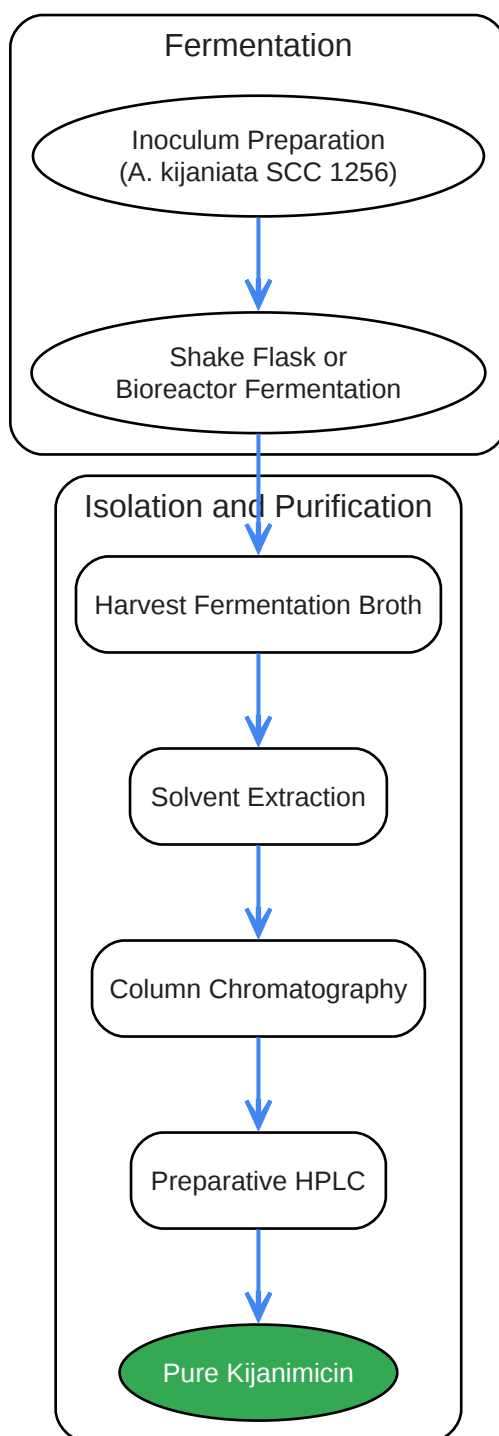 Fermentation
Inoculum Preparation
(A. kijaniata SCC 1256)
Shake Flask or
Bioreactor Fermentation
Isolation and Purification
Harvest Fermentation Broth
Solvent Extraction
Column Chromatography
Preparative HPLC
Pure Kijanimicin